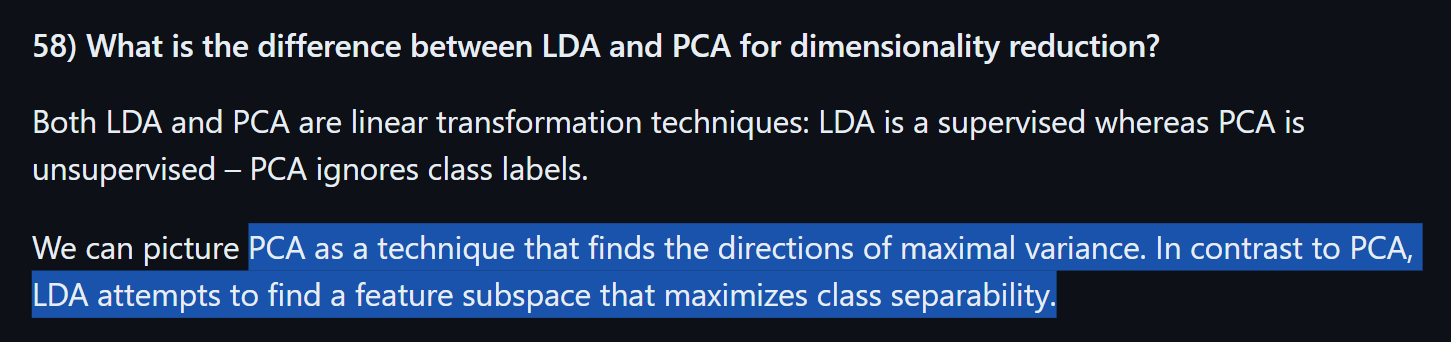 58) What is the difference between LDA and PCA for dimensionality reduction?
Both LDA and PCA are linear transformation techniques: LDA is a supervised whereas PCA is
unsupervised – PCA ignores class labels.
We can picture PCA as a technique that finds the directions of maximal variance. In contrast to PCA,
LDA attempts to find a feature subspace that maximizes class separability.